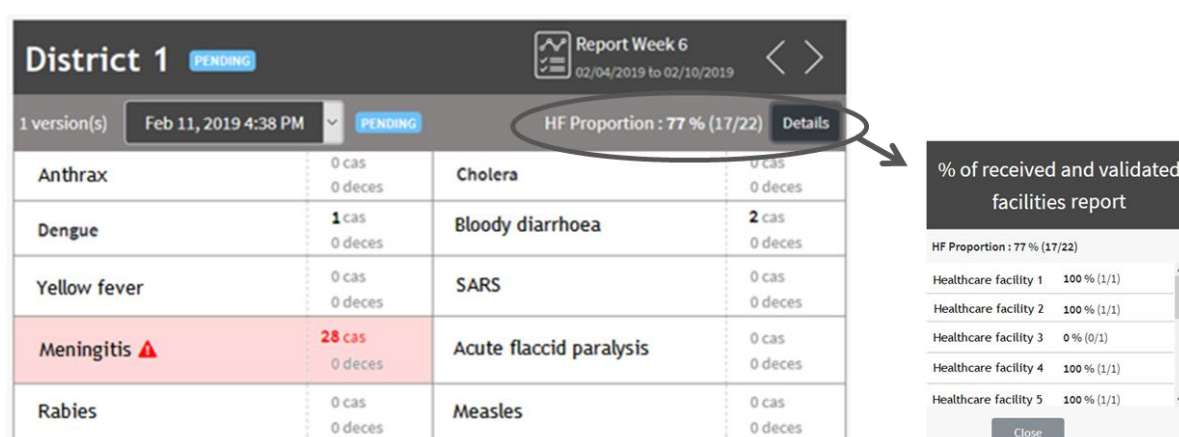 District 1 PENDING
Report Week 6
02/04/2019 to 02/10/2019
1 version(s) Feb 11, 2019 4:38 PM PENDING HF Proportion : 77 % (17/22) Details
Anthrax 0 cas Cholera 0 cas
0 deces 0 deces
Dengue 1 cas Bloody diarrhoea 2 cas
0 deces 0 deces
Yellow fever 0 cas SARS 0 cas
0 deces 0 deces
Meningitis 28 cas Acute flaccid paralysis 0 cas
0 deces 0 deces
Rabies 0 cas Measles 0 cas
0 deces 0 deces
% of received and validated
facilities report
HF Proportion : 77 % (17/22)
Healthcare facility 1 100 % (1/1)
Healthcare facility 2 100 % (1/1)
Healthcare facility 3 0 % (0/1)
Healthcare facility 4 100 % (1/1)
Healthcare facility 5 100 % (1/1)
Close